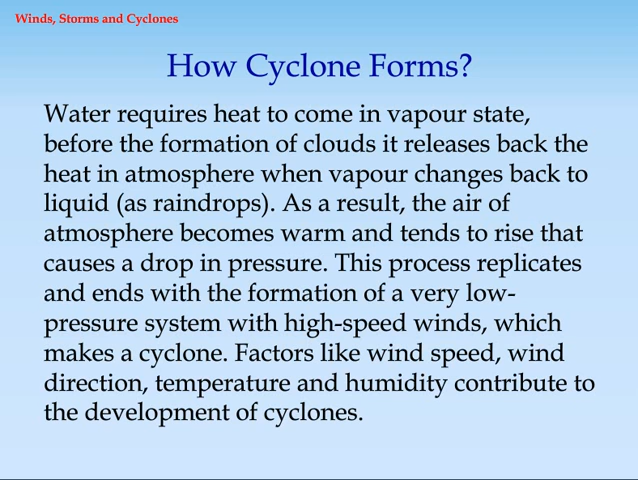 Winds, Storms and Cyclones
How Cyclone Forms?
Water requires heat to come in vapour state,
before the formation of clouds it releases back the
heat in atmosphere when vapour changes back to
liquid (as raindrops). As a result, the air of
atmosphere becomes warm and tends to rise that
causes a drop in pressure. This process replicates
and ends with the formation of a very low-
pressure system with high-speed winds, which
makes a cyclone. Factors like wind speed, wind
direction, temperature and humidity contribute to
the development of cyclones.